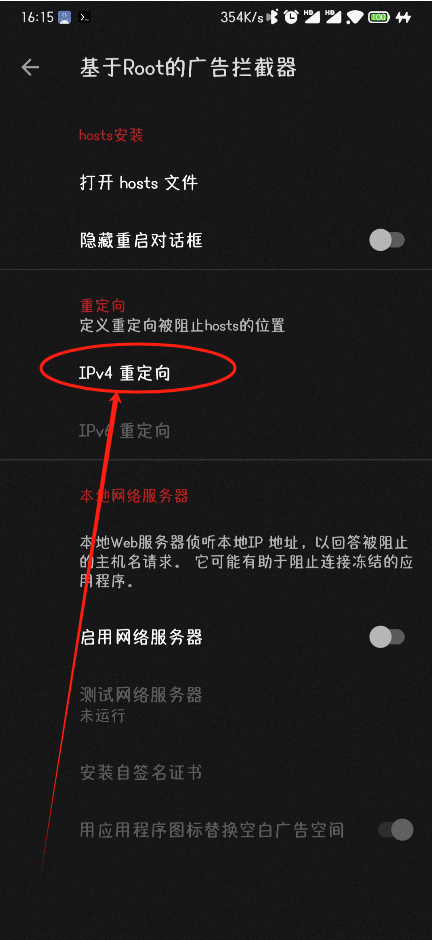 16:15 354K/s HD HD 100
基于Root的广告拦截器
hosts安装
打开 hosts 文件
隐藏重启对话框
重定向
定义重定向被阻止hosts的位置
IPv4 重定向
IPv6 重定向
本地网络服务器
本地Web服务器侦听本地IP 地址，以回答被阻止
的主机名请求。 它可能有助于阻止连接冻结的应
用程序。
启用网络服务器
测试网络服务器
未运行
安装自签名证书
用应用程序图标替换空白广告空间